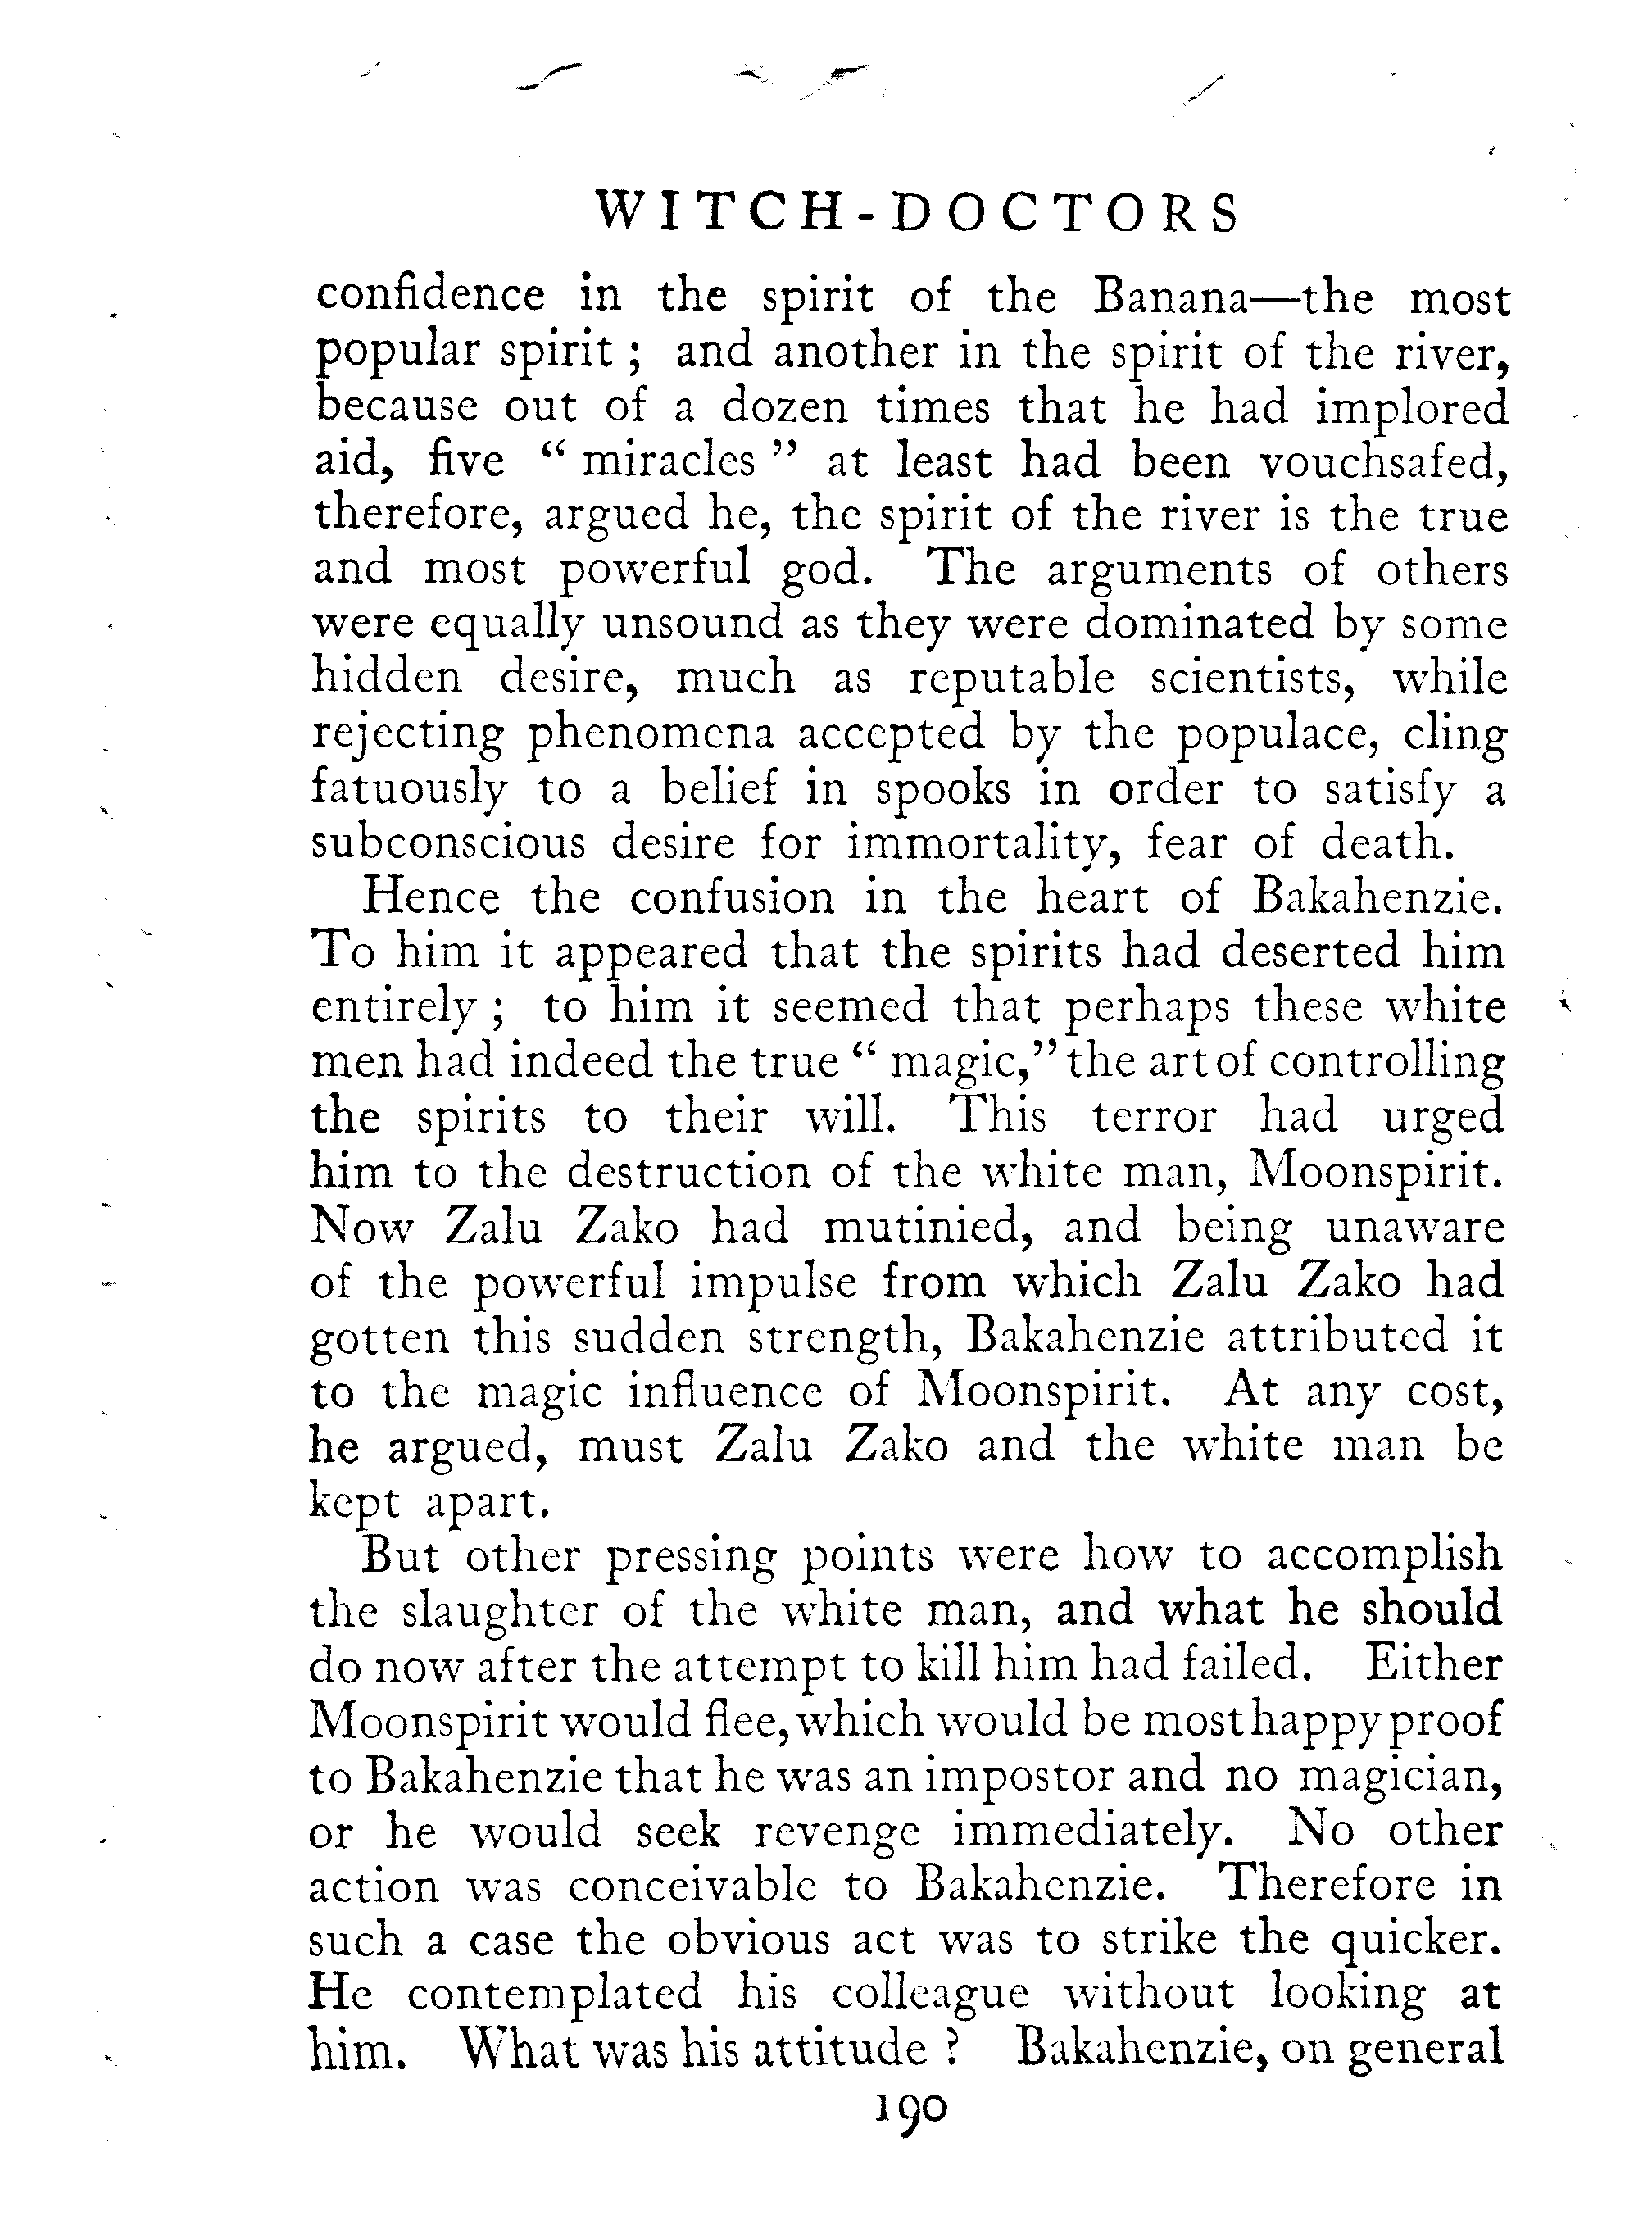 WITCH-DOCTORS
confidence in the spirit of the Banana—the most
popular spirit ; and another in the spirit of the river,
because out of a dozen times that he had implored
aid, five “ miracles ” at least had been vouchsafed,
therefore, argued he, the spirit of the river is the true
and most powerful god. The arguments of others
were equally unsound as they were dominated by some
hidden desire, much as reputable scientists, while
rejecting phenomena accepted by the populace, cling
fatuously to a belief in spooks in order to satisfy a
subconscious desire for immortality, fear of death.
Hence the confusion in the heart of Bakahenzie.
To him it appeared that the spirits had deserted him
entirely ; to him it seemed that perhaps these white
men had indeed the true “ magic,” the art of controlling
the spirits to their will. This terror had urged
him to the destruction of the white man, Moonspirit.
Now Zalu Zako had mutinied, and being unaware
of the powerful impulse from which Zalu Zako had
gotten this sudden strength, Bakahenzie attributed it
to the magic influence of Moonspirit. At any cost,
he argued, must Zalu Zako and the white man be
kept apart.
But other pressing points were how to accomplish
the slaughter of the white man, and what he should
do now after the attempt to kill him had failed. Either
Moonspirit would flee, which would be most happy proof
to Bakahenzie that he was an impostor and no magician,
or he would seek revenge immediately. No other
action was conceivable to Bakahenzie. Therefore in
such a case the obvious act was to strike the quicker.
He contemplated his colleague without looking at
him. What was his attitude ? Bakahenzie, on general
190